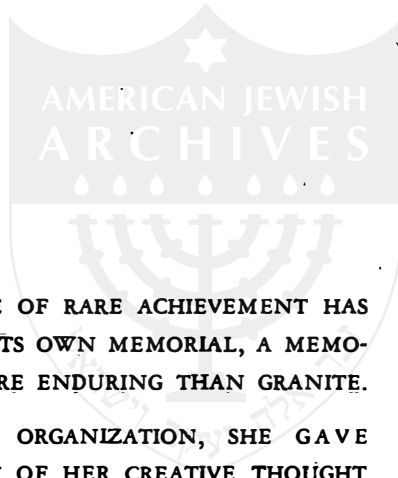 AMERICAN JEWISH
ARCHIVES
OF RARE ACHIEVEMENT HAS
OWN MEMORIAL, A MEMO-
ENDURING THAN GRANITE.
ORGANIZATION, SHE GAVE
OF HER CREATIVE THOUGHT